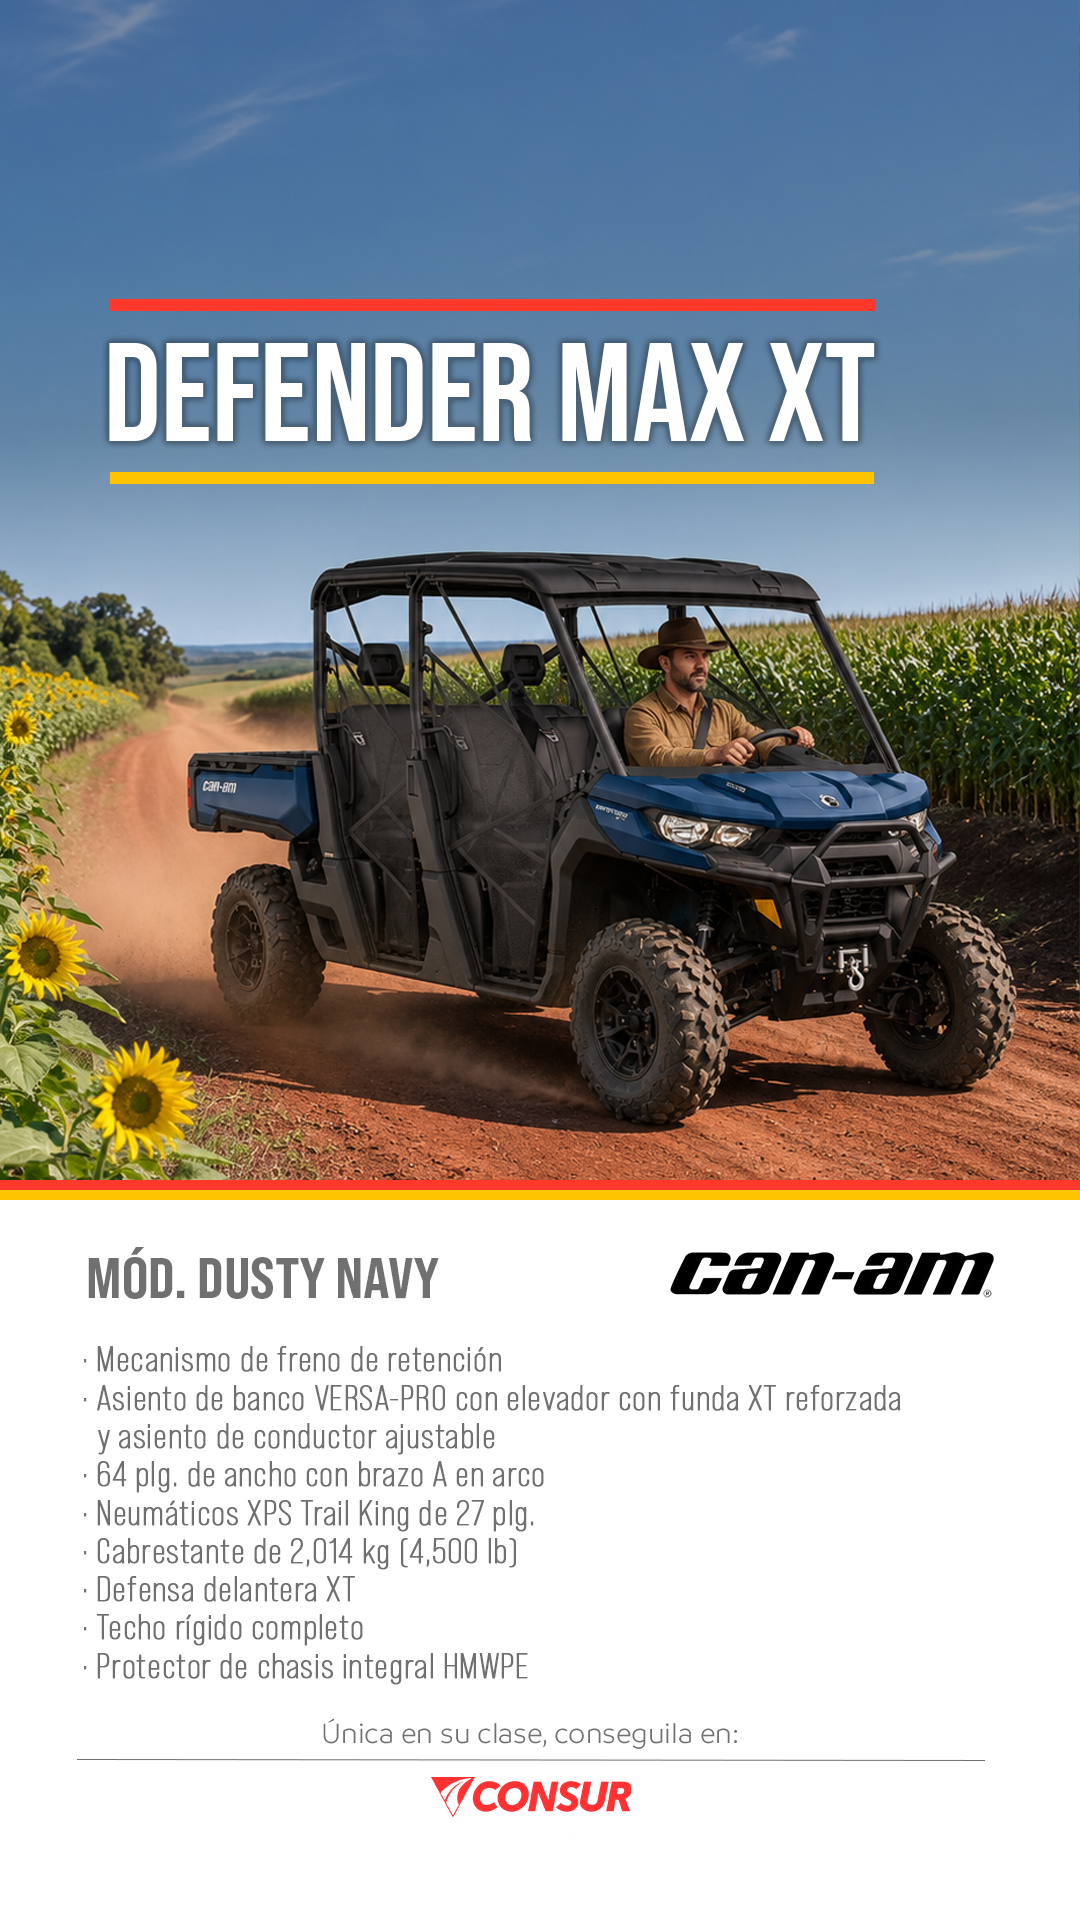 DEFENDER MAX XT
can-am
MÓD. DUSTY NAVY
can-am®
· Mecanismo de freno de retención
· Asiento de banco VERSA-PRO con elevador con funda XT reforzada
y asiento de conductor ajustable
· 64 plg. de ancho con brazo A en arco
· Neumáticos XPS Trail King de 27 plg.
· Cabrestante de 2,014 kg (4,500 lb)
· Defensa delantera XT
· Techo rígido completo
· Protector de chasis integral HMWPE
Única en su clase, conseguila en:
CONSUR